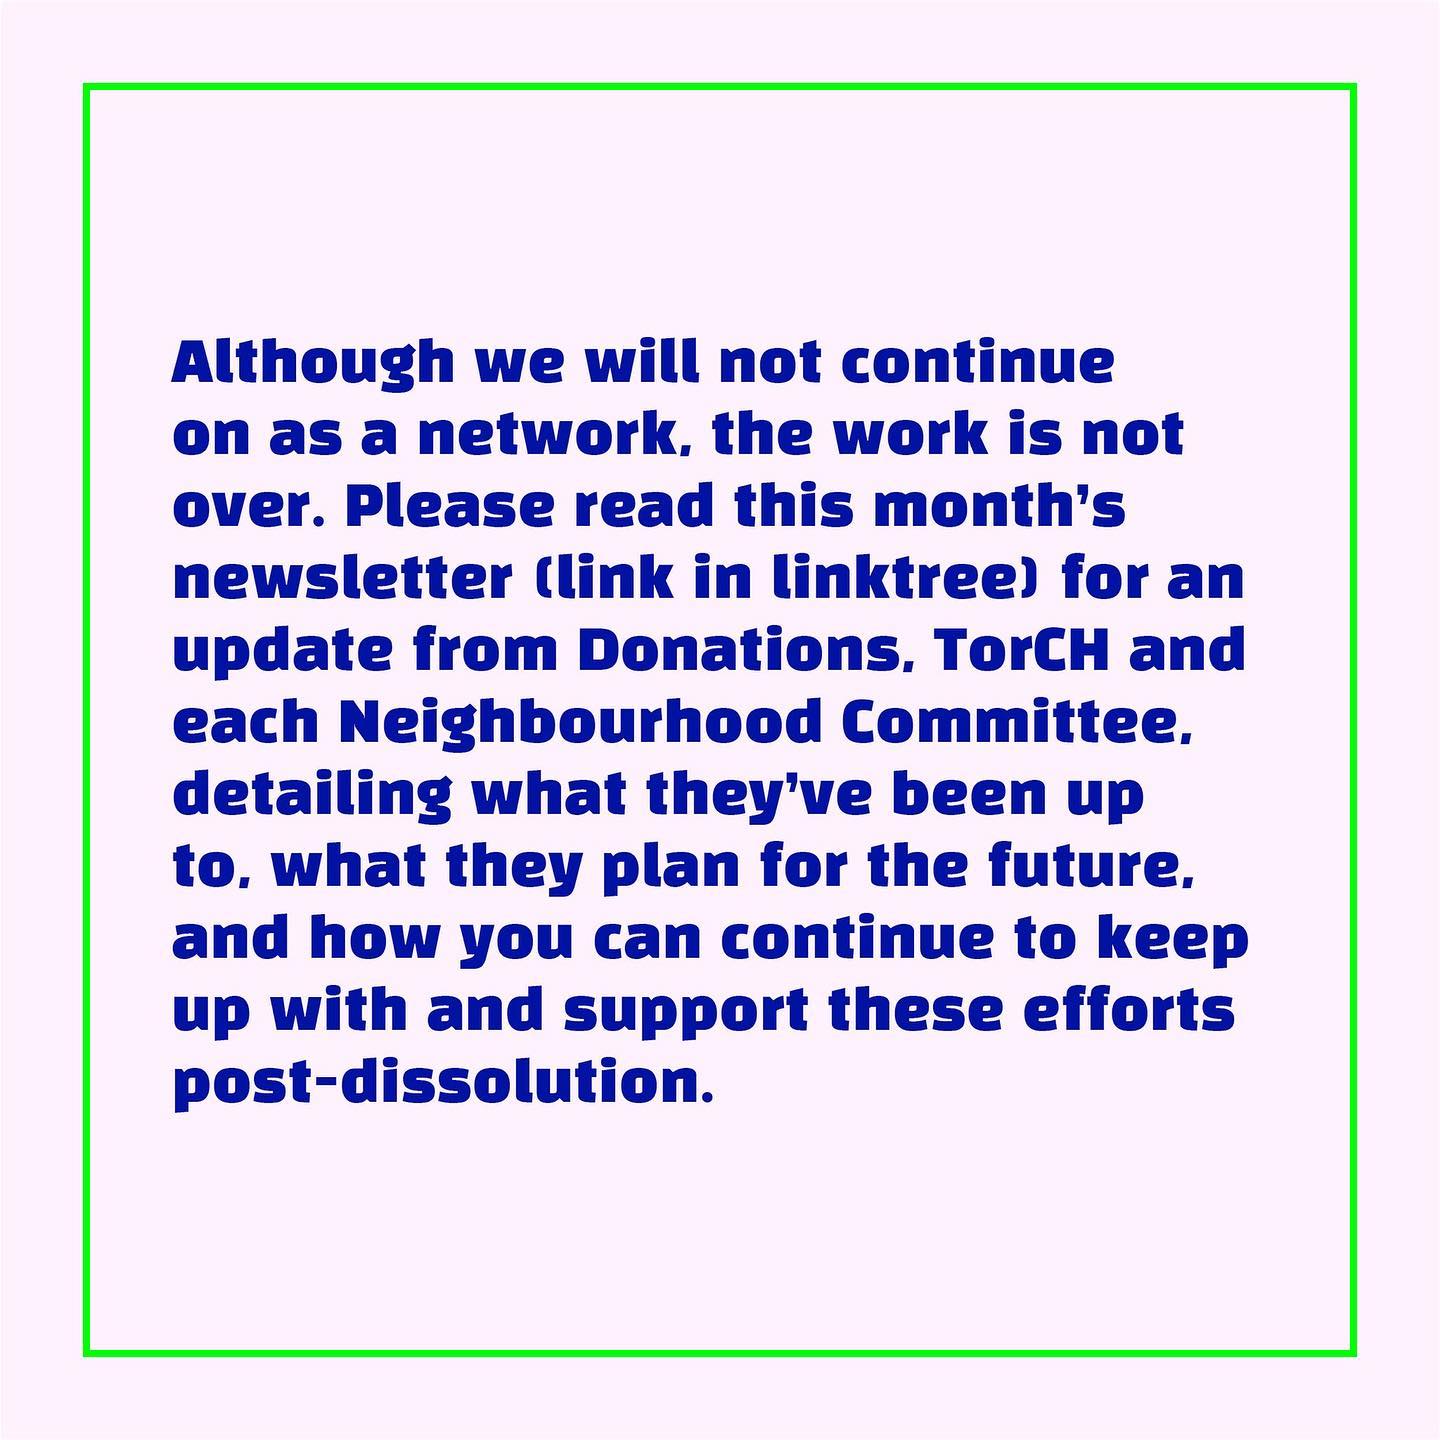 Although we will not continue
on as a network, the work is not
over. Please read this month’s
newsletter (link in linktree) for an
update from Donations, TorCH and
each Neighbourhood Committee,
detailing what they’ve been up
to, what they plan for the future,
and how you can continue to keep
up with and support these efforts
post-dissolution.